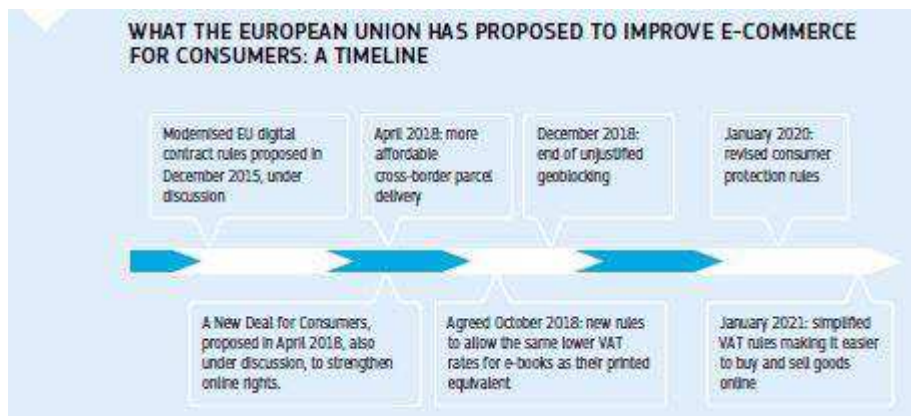 WHAT THE EUROPEAN UNION HAS PROPOSED TO IMPROVE E-COMMERCE
FOR CONSUMERS: A TIMELINE
Modernised EU digital
contract rules proposed in
December 2015, under
discussion
April 2018: more
affordable
cross-border parcel
delivery
December 2018:
end of unjustified
geoblocking
January 2020:
revised consumer
protection rules
A New Deal for Consumers,
proposed in April 2018, also
under discussion, to strengthen
online rights.
Agreed October 2018: new rules
to allow the same lower VAT
rates for e-books as their printed
equivalent
January 2021: simplified
VAT rules making it easier
to buy and sell goods
online